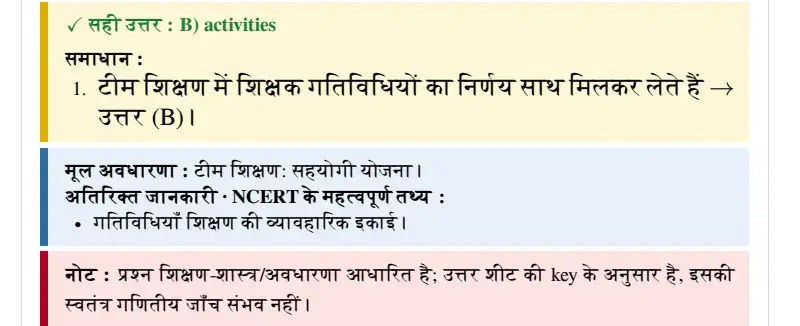 ✓ सही उत्तर : B) activities
समाधान :
1. टीम शिक्षण में शिक्षक गतिविधियों का निर्णय साथ मिलकर लेते हैं →
उत्तर (B)।
मूल अवधारणा : टीम शिक्षण: सहयोगी योजना।
अतिरिक्त जानकारी · NCERT के महत्वपूर्ण तथ्य :
• गतिविधियाँ शिक्षण की व्यावहारिक इकाई।
नोट : प्रश्न शिक्षण-शास्त्र/अवधारणा आधारित है; उत्तर शीट की key के अनुसार है, इसकी
स्वतंत्र गणितीय जाँच संभव नहीं।